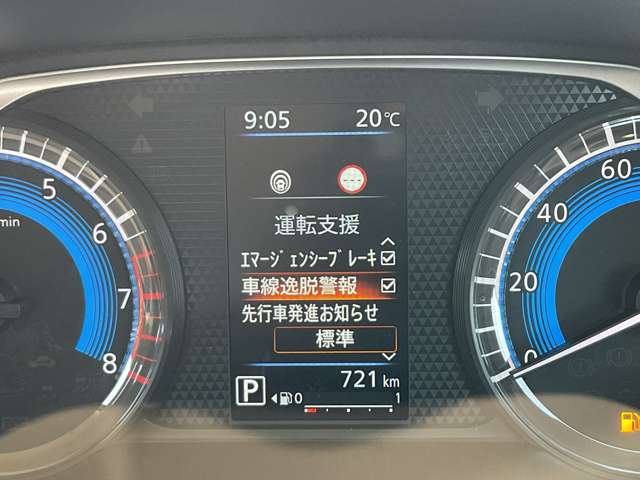 9:05 20℃
運転支援
エマージェンシーブレーキ
車線逸脱警報
先行車発進お知らせ
標準
P 721 km
0 1
5
min
6
7
8
60
40
20
0